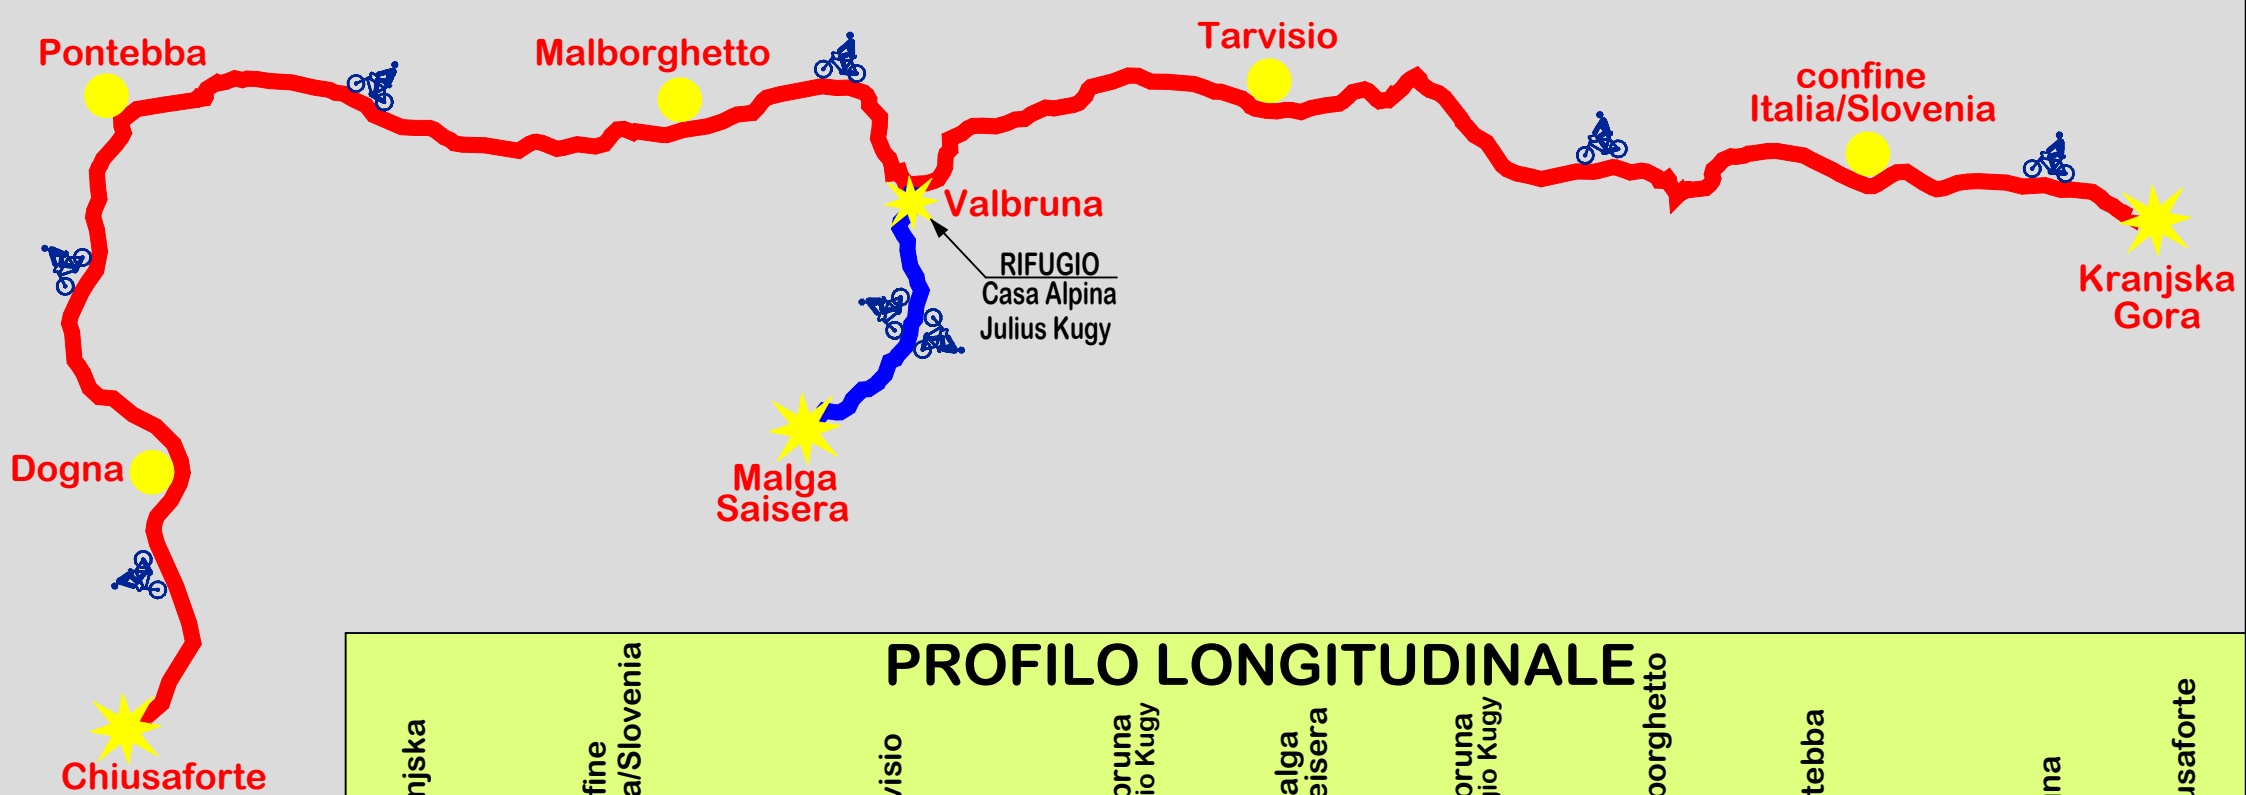 Pontebba
Malborghetto
Tarvisio
confine
Italia/Slovenia
Valbruna
RIFUGIO
Casa Alpina
Julius Kugy
Kranjska
Gora
Dogna
Malga
Saisera
Chiusaforte
PROFILO LONGITUDINALE